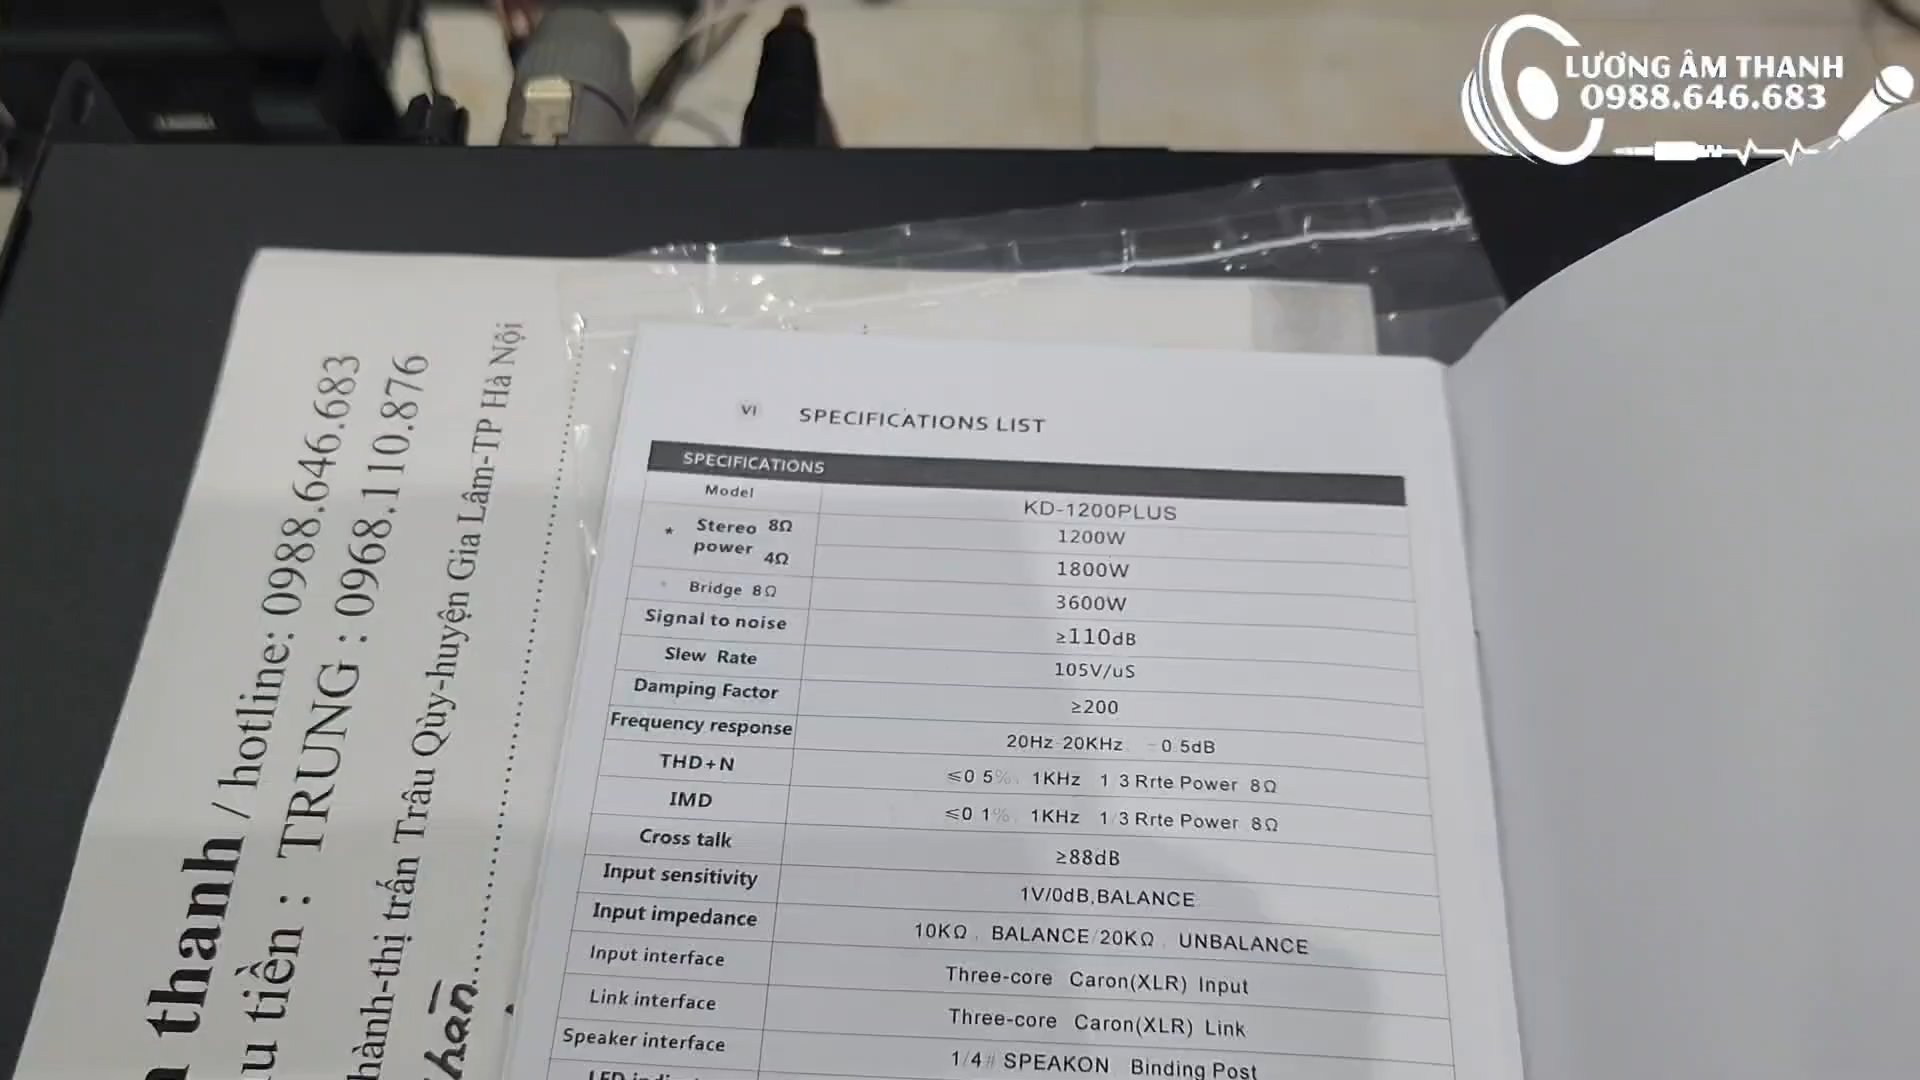 LƯƠNG ÂM THANH
0988.646.683
VI SPECIFICATIONS LIST
SPECIFICATIONS
Model KD-1200PLUS
* Stereo power 8Ω 1200W
4Ω 1800W
* Bridge 8Ω 3600W
Signal to noise ≥110dB
Slew Rate 105V/uS
Damping Factor ≥200
Frequency response 20Hz-20KHz -0.5dB
THD+N ≤0.5% 1KHz 1/3 Rrte Power 8Ω
IMD ≤0.1% 1KHz 1/3 Rrte Power 8Ω
Cross talk ≥88dB
Input sensitivity 1V/0dB,BALANCE
Input impedance 10KΩ, BALANCE/20KΩ, UNBALANCE
Input interface Three-core Caron(XLR) Input
Link interface Three-core Caron(XLR) Link
Speaker interface 1/4# SPEAKON Binding Post
LED
thanh / hotline: 0988.646.683
tiền : TRUNG : 0968.110.876
thị trấn Trâu Qùy-huyện Gia Lâm-TP Hà Nội